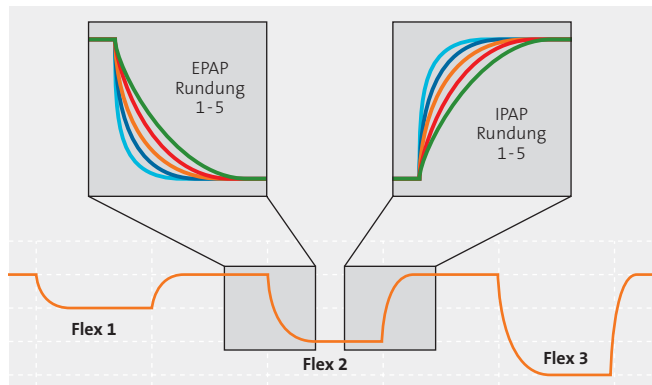 EPAP
Rundung
1-5
IPAP
Rundung
1-5
Flex 1
Flex 2
Flex 3